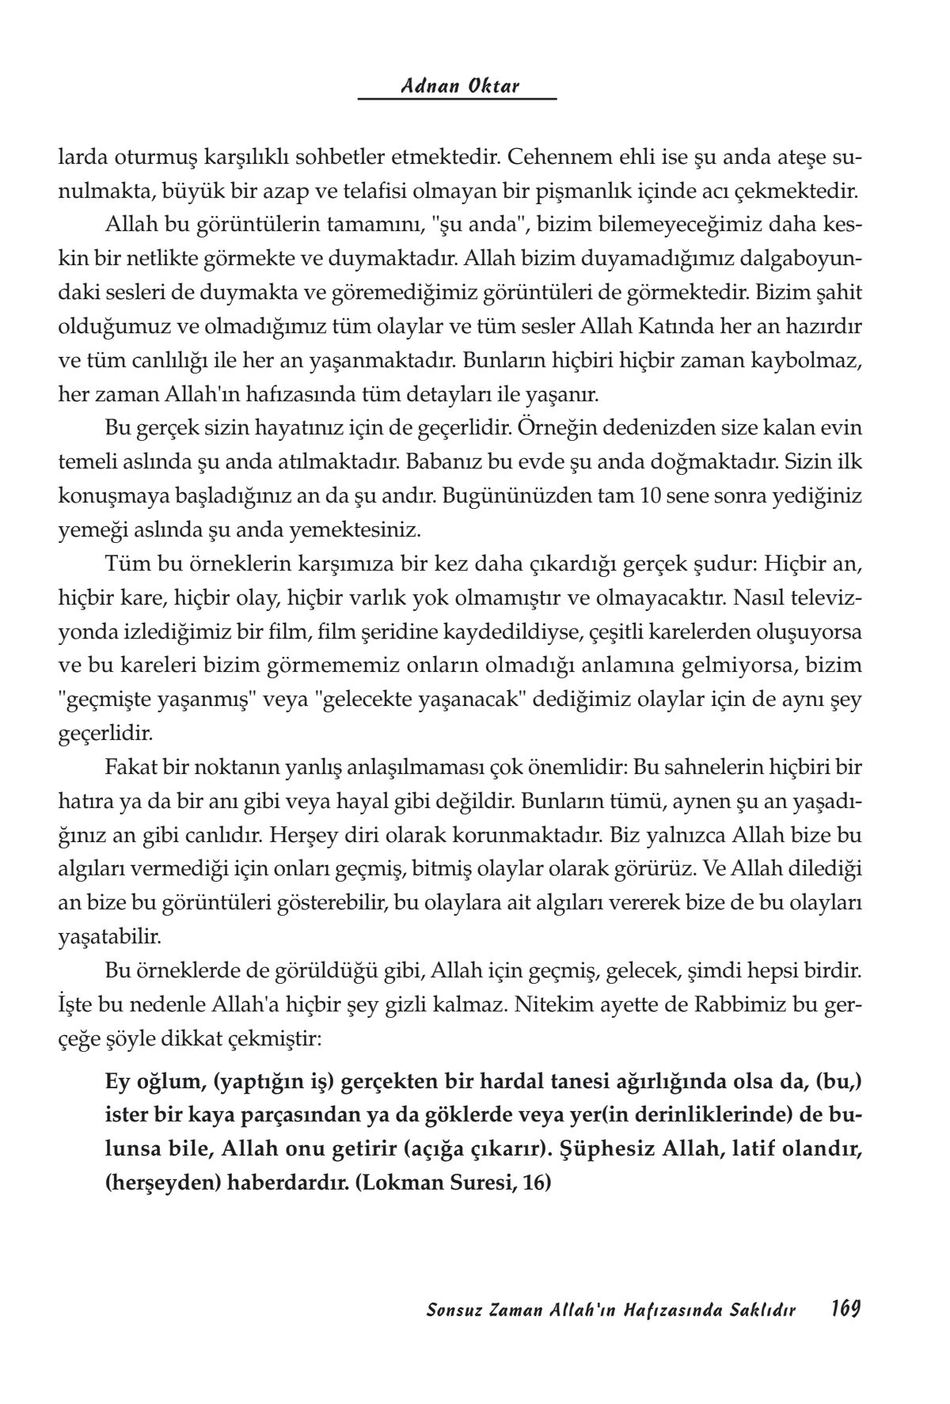 Adnan Oktar
larda oturmuş karşılıklı sohbetler etmektedir. Cehennem ehli ise şu anda ateşe su-
nulmakta, büyük bir azap ve telafisi olmayan bir pişmanlık içinde acı çekmektedir.
Allah bu görüntülerin tamamını, "şu anda", bizim bilemeyeceğimiz daha kes-
kin bir netlikte görmekte ve duymaktadır. Allah bizim duyamadığımız dalgaboyun-
daki sesleri de duymakta ve göremediğimiz görüntüleri de görmektedir. Bizim şahit
olduğumuz ve olmadığımız tüm olaylar ve tüm sesler Allah Katında her an hazırdır
ve tüm canlılığı ile her an yaşanmaktadır. Bunların hiçbiri hiçbir zaman kaybolmaz,
her zaman Allah'ın hafızasında tüm detayları ile yaşanır.
Bu gerçek sizin hayatınız için de geçerlidir. Örneğin dedenizden size kalan evin
temeli aslında şu anda atılmaktadır. Babanız bu evde şu anda doğmaktadır. Sizin ilk
konuşmaya başladığınız an da şu andır. Bugününüzden tam 10 sene sonra yediğiniz
yemeği aslında şu anda yemektesiniz.
Tüm bu örneklerin karşımıza bir kez daha çıkardığı gerçek şudur: Hiçbir an,
hiçbir kare, hiçbir olay, hiçbir varlık yok olmamıştır ve olmayacaktır. Nasıl televiz-
yonda izlediğimiz bir film, film şeridine kaydedildiyse, çeşitli karelerden oluşuyorsa
ve bu kareleri bizim görmememiz onların olmadığı anlamına gelmiyorsa, bizim
"geçmişte yaşanmış" veya "gelecekte yaşanacak" dediğimiz olaylar için de aynı şey
geçerlidir.
Fakat bir noktanın yanlış anlaşılmaması çok önemlidir: Bu sahnelerin hiçbiri bir
hatıra ya da bir anı gibi veya hayal gibi değildir. Bunların tümü, aynen şu an yaşadı-
ğınız an gibi canlıdır. Herşey diri olarak korunmaktadır. Biz yalnızca Allah bize bu
algıları vermediği için onları geçmiş, bitmiş olaylar olarak görürüz. Ve Allah dilediği
an bize bu görüntüleri gösterebilir, bu olaylara ait algıları vererek bize de bu olayları
yaşatabilir.
Bu örneklerde de görüldüğü gibi, Allah için geçmiş, gelecek, şimdi hepsi birdir.
İşte bu nedenle Allah'a hiçbir şey gizli kalmaz. Nitekim ayette de Rabbimiz bu ger-
çeğe şöyle dikkat çekmiştir:
Ey oğlum, (yaptığın iş) gerçekten bir hardal tanesi ağırlığında olsa da, (bu,)
ister bir kaya parçasından ya da göklerde veya yer(in derinliklerinde) de bu-
lunsa bile, Allah onu getirir (açığa çıkarır). Şüphesiz Allah, latif olandır,
(herşeyden) haberdardır. (Lokman Suresi, 16)
Sonsuz Zaman Allah'ın Hafızasında Saklıdır 169